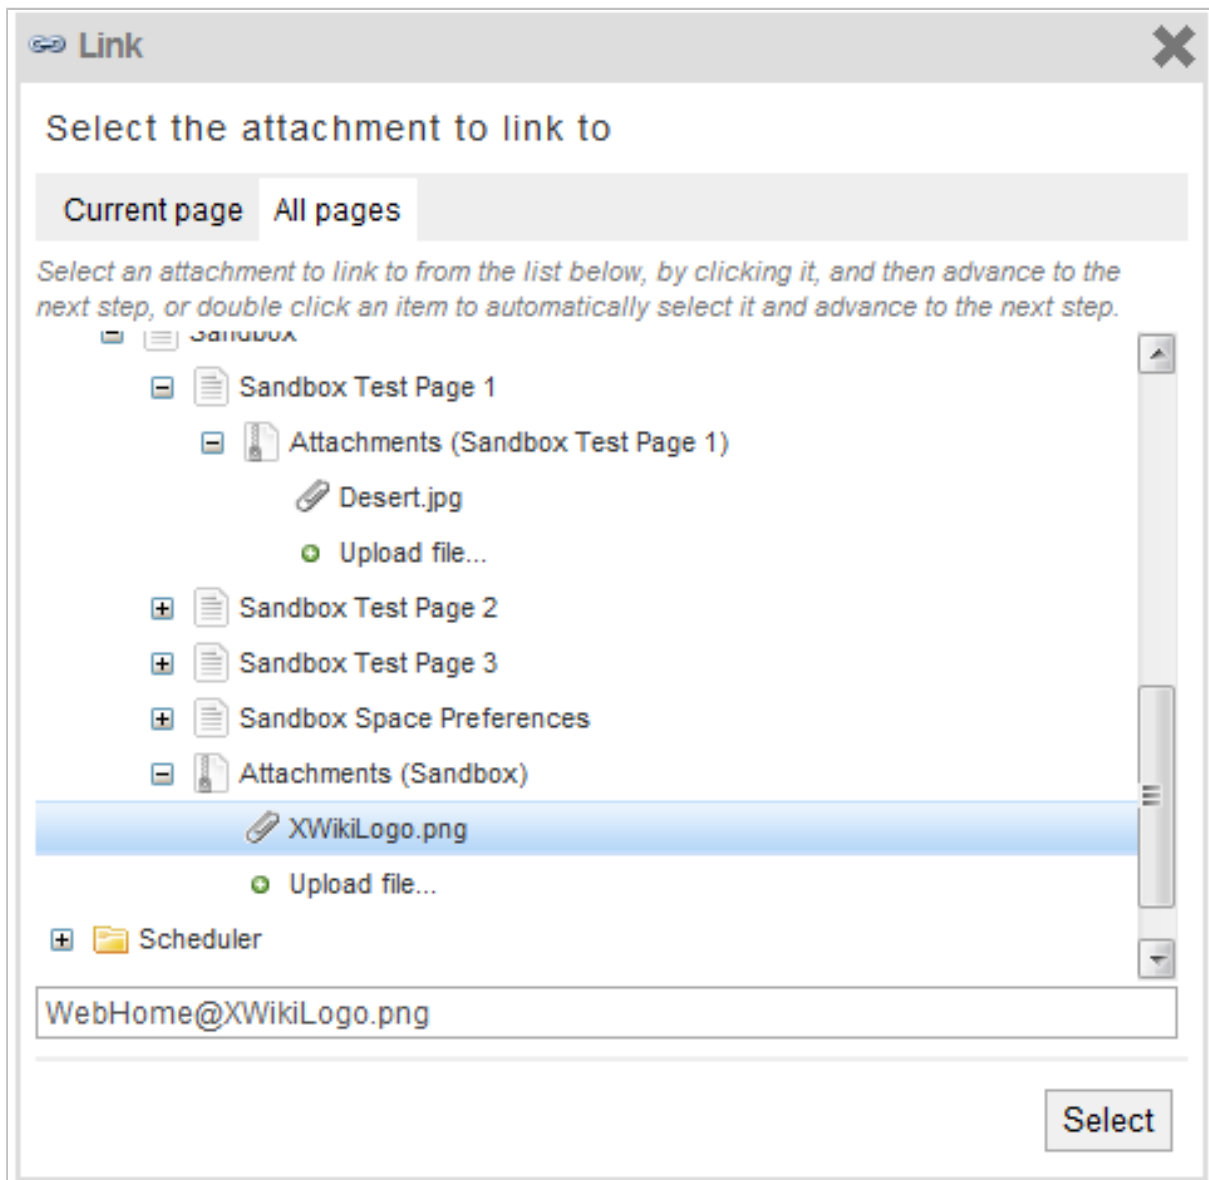 Link
Select the attachment to link to
Current page All pages
Select an attachment to link to from the list below, by clicking it, and then advance to the
next step, or double click an item to automatically select it and advance to the next step.
Sandbox
Sandbox Test Page 1
Attachments (Sandbox Test Page 1)
Desert.jpg
Upload file...
Sandbox Test Page 2
Sandbox Test Page 3
Sandbox Space Preferences
Attachments (Sandbox)
XWikiLogo.png
Upload file...
Scheduler
WebHome@XWikiLogo.png
Select